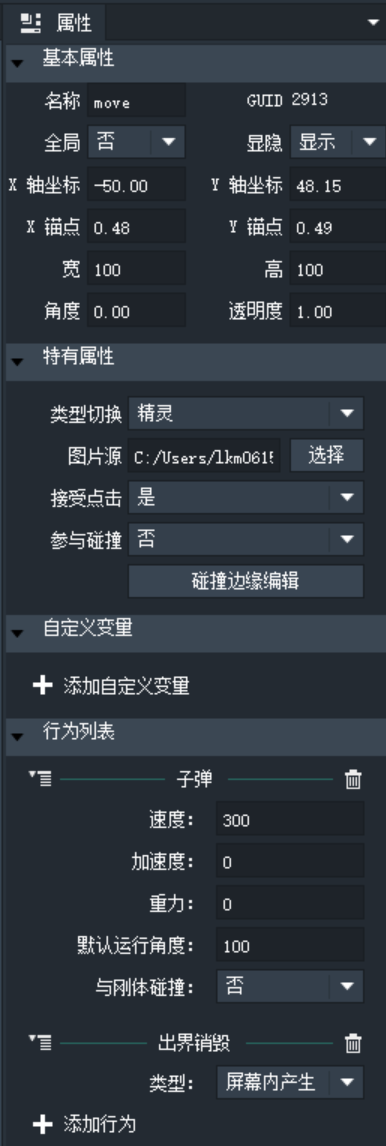 属性
基本属性
名称 move GUID 2913
全局 否 显隐 显示
X 轴坐标 -50.00 Y 轴坐标 48.15
X 锚点 0.48 Y 锚点 0.49
宽 100 高 100
角度 0.00 透明度 1.00
特有属性
类型切换 精灵
图片源 C:/Users/lkm0615 选择
接受点击 是
参与碰撞 否
碰撞边缘编辑
自定义变量
添加自定义变量
行为列表
子弹
速度: 300
加速度: 0
重力: 0
默认运行角度: 100
与刚体碰撞: 否
出界销毁
类型: 屏幕内产生
添加行为